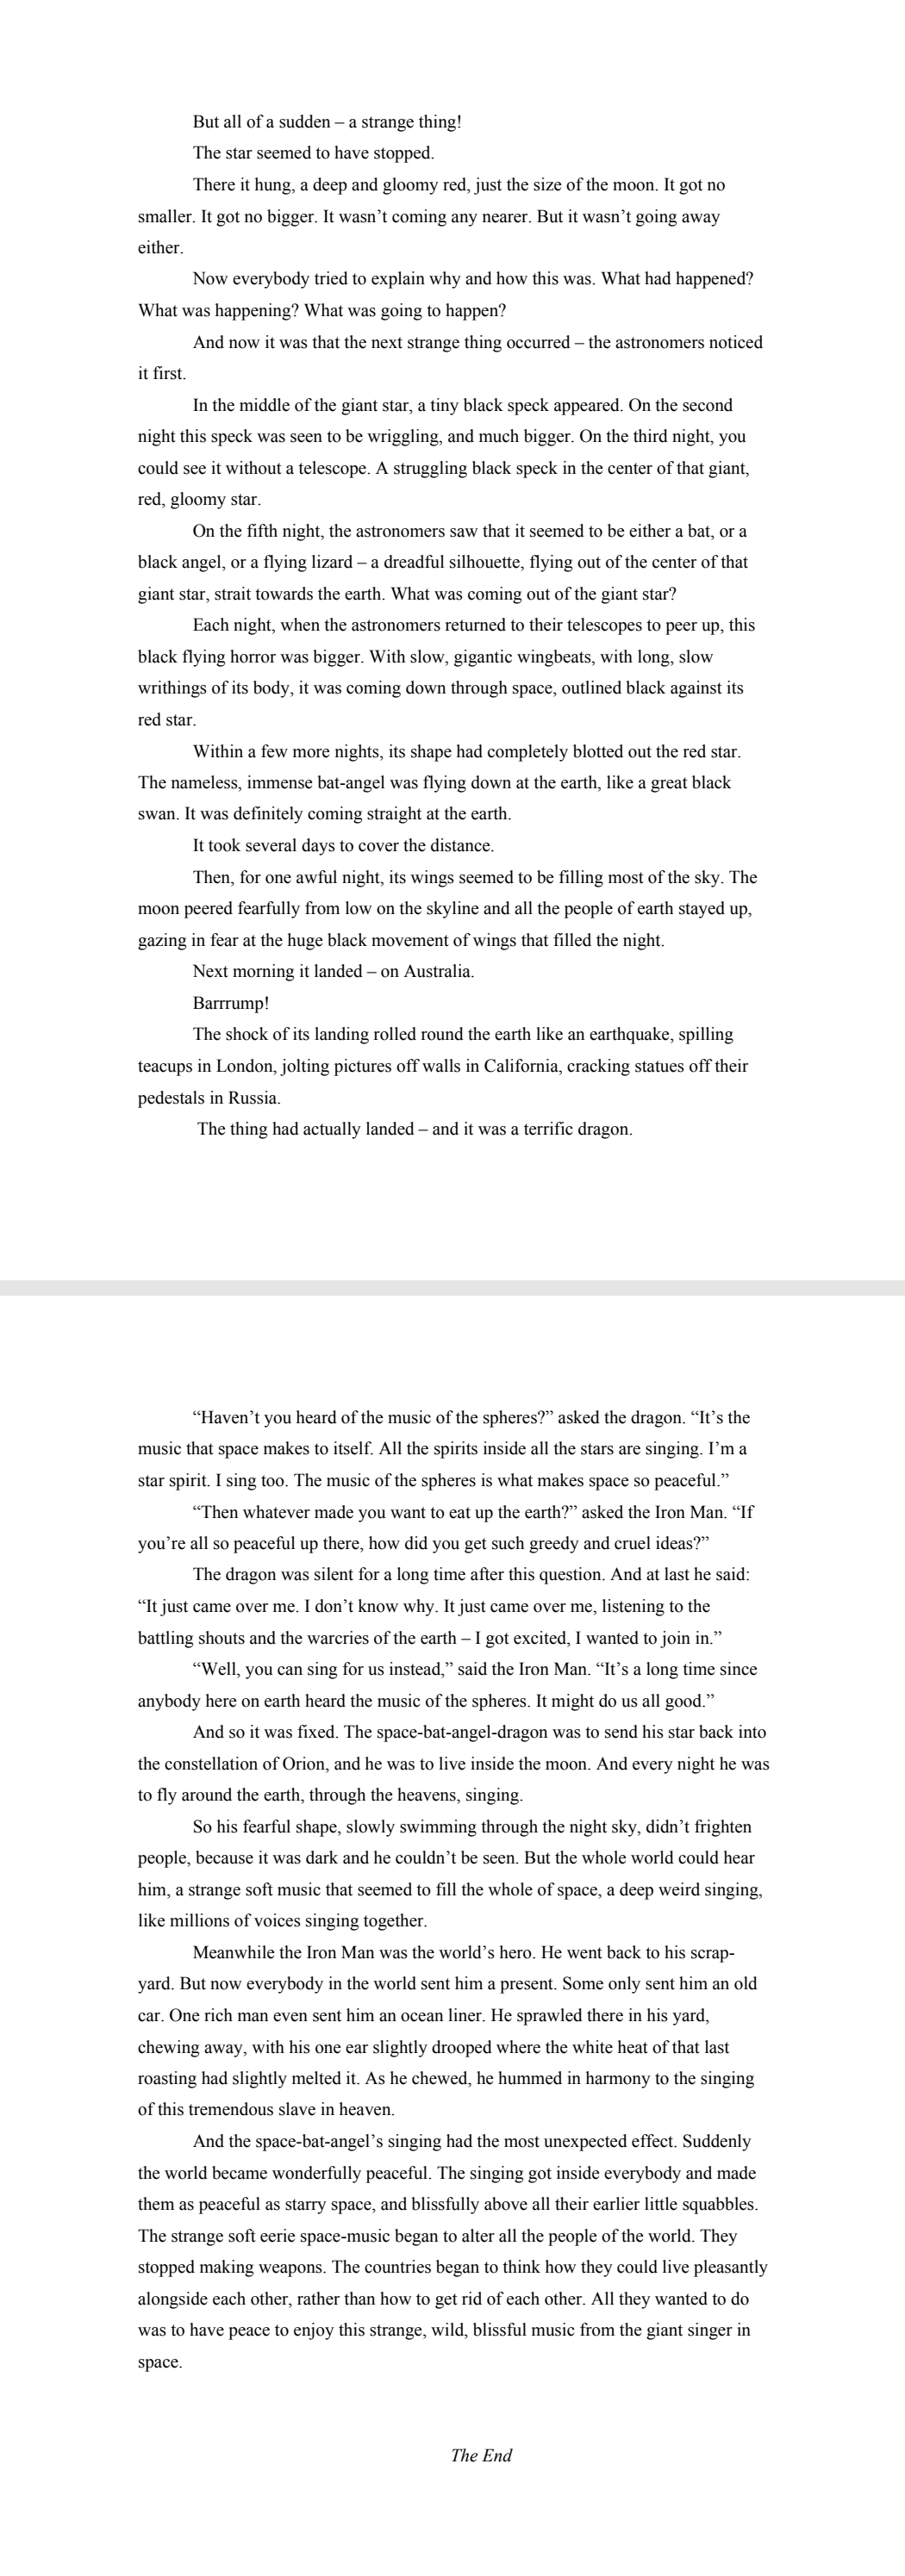 But all of a sudden – a strange thing!
The star seemed to have stopped.
There it hung, a deep and gloomy red, just the size of the moon. It got no
smaller. It got no bigger. It wasn’t coming any nearer. But it wasn’t going away
either.
Now everybody tried to explain why and how this was. What had happened?
What was happening? What was going to happen?
And now it was that the next strange thing occurred – the astronomers noticed
it first.
In the middle of the giant star, a tiny black speck appeared. On the second
night this speck was seen to be wriggling, and much bigger. On the third night, you
could see it without a telescope. A struggling black speck in the center of that giant,
red, gloomy star.
On the fifth night, the astronomers saw that it seemed to be either a bat, or a
black angel, or a flying lizard – a dreadful silhouette, flying out of the center of that
giant star, strait towards the earth. What was coming out of the giant star?
Each night, when the astronomers returned to their telescopes to peer up, this
black flying horror was bigger. With slow, gigantic wingbeats, with long, slow
writhings of its body, it was coming down through space, outlined black against its
red star.
Within a few more nights, its shape had completely blotted out the red star.
The nameless, immense bat-angel was flying down at the earth, like a great black
swan. It was definitely coming straight at the earth.
It took several days to cover the distance.
Then, for one awful night, its wings seemed to be filling most of the sky. The
moon peered fearfully from low on the skyline and all the people of earth stayed up,
gazing in fear at the huge black movement of wings that filled the night.
Next morning it landed – on Australia.
Barrrump!
The shock of its landing rolled round the earth like an earthquake, spilling
teacups in London, jolting pictures off walls in California, cracking statues off their
pedestals in Russia.
The thing had actually landed – and it was a terrific dragon.
“Haven’t you heard of the music of the spheres?” asked the dragon. “It’s the
music that space makes to itself. All the spirits inside all the stars are singing. I’m a
star spirit. I sing too. The music of the spheres is what makes space so peaceful.”
“Then whatever made you want to eat up the earth?” asked the Iron Man. “If
you’re all so peaceful up there, how did you get such greedy and cruel ideas?”
The dragon was silent for a long time after this question. And at last he said:
“It just came over me. I don’t know why. It just came over me, listening to the
battling shouts and the warcries of the earth – I got excited, I wanted to join in.”
“Well, you can sing for us instead,” said the Iron Man. “It’s a long time since
anybody here on earth heard the music of the spheres. It might do us all good.”
And so it was fixed. The space-bat-angel-dragon was to send his star back into
the constellation of Orion, and he was to live inside the moon. And every night he was
to fly around the earth, through the heavens, singing.
So his fearful shape, slowly swimming through the night sky, didn’t frighten
people, because it was dark and he couldn’t be seen. But the whole world could hear
him, a strange soft music that seemed to fill the whole of space, a deep weird singing,
like millions of voices singing together.
Meanwhile the Iron Man was the world’s hero. He went back to his scrap-
yard. But now everybody in the world sent him a present. Some only sent him an old
car. One rich man even sent him an ocean liner. He sprawled there in his yard,
chewing away, with his one ear slightly drooped where the white heat of that last
roasting had slightly melted it. As he chewed, he hummed in harmony to the singing
of this tremendous slave in heaven.
And the space-bat-angel’s singing had the most unexpected effect. Suddenly
the world became wonderfully peaceful. The singing got inside everybody and made
them as peaceful as starry space, and blissfully above all their earlier little squabbles.
The strange soft eerie space-music began to alter all the people of the world. They
stopped making weapons. The countries began to think how they could live pleasantly
alongside each other, rather than how to get rid of each other. All they wanted to do
was to have peace to enjoy this strange, wild, blissful music from the giant singer in
space.
The End